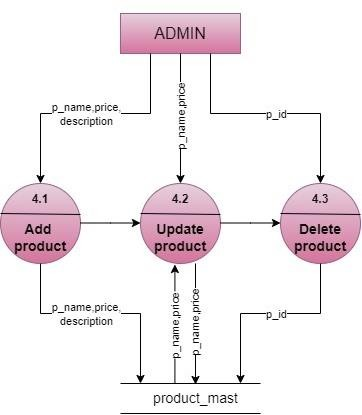 ADMIN
p_name,price,
description
p_name,price
p_id
4.1
Add
product
4.2
Update
product
4.3
Delete
product
p_name,price,
description
p_name,price
p_name,price
p_id
product_mast